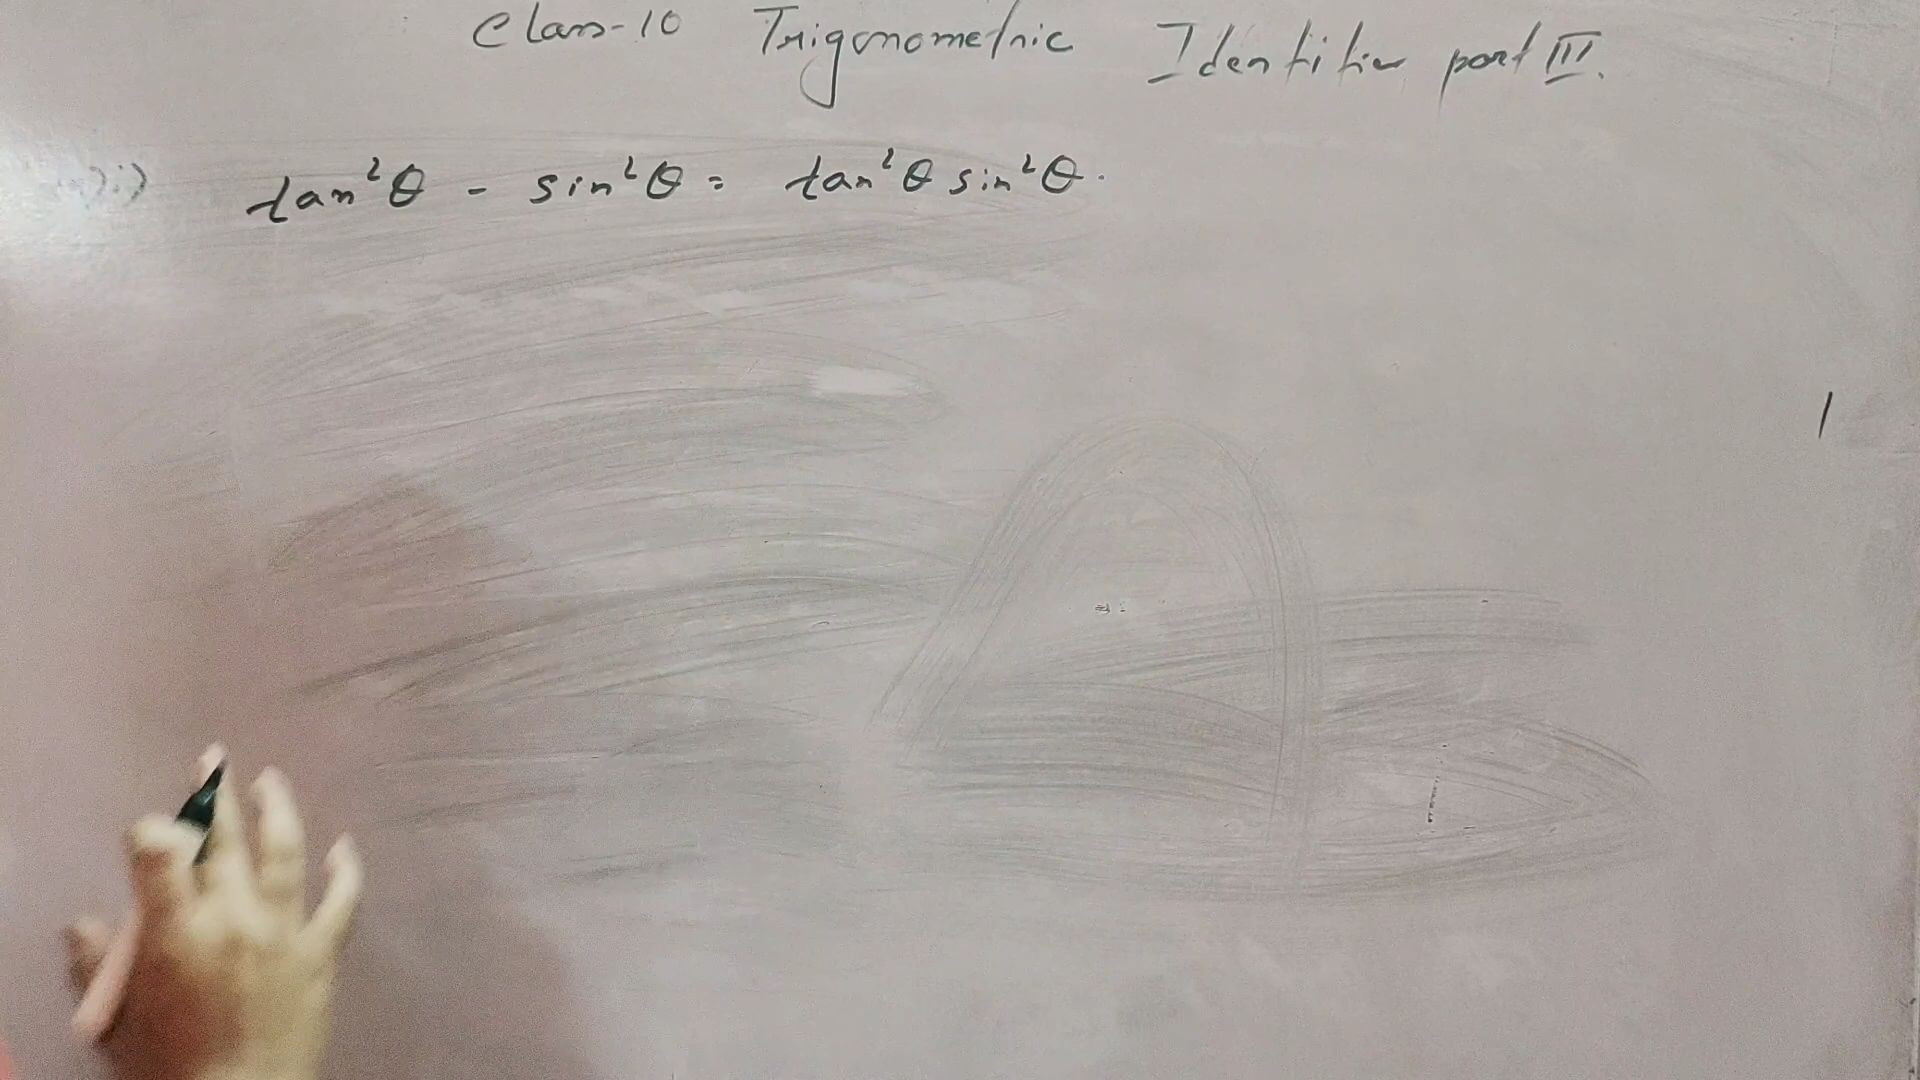 Class-10 Trigonometric Identities part III.
i) tan²θ - sin²θ = tan²θ sin²θ.